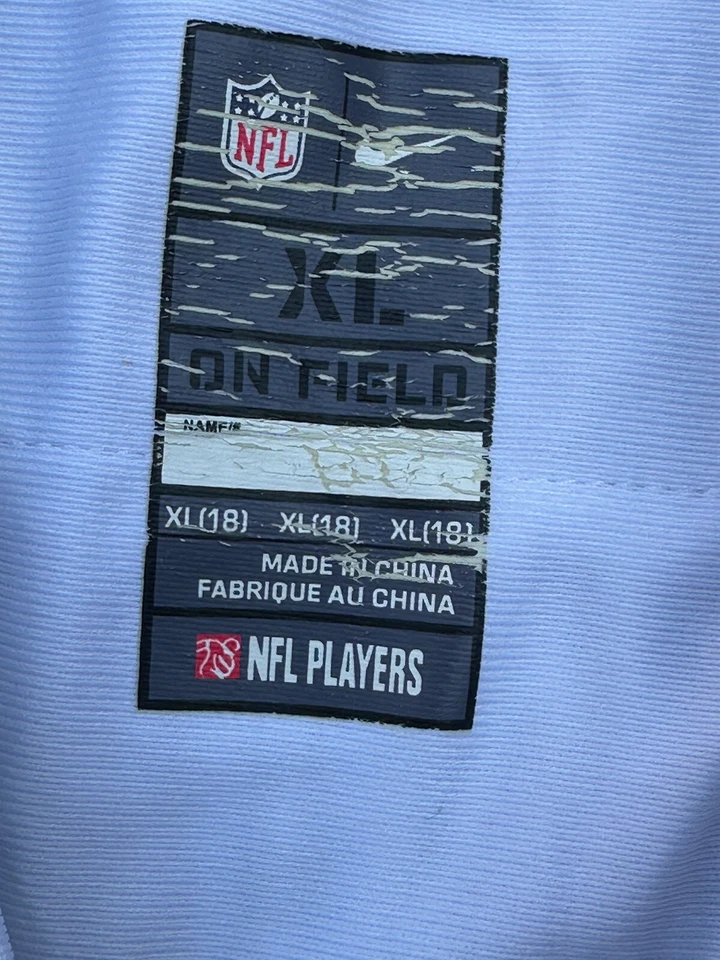 NFL
XL
ON FIELD
NAME/#
XL(18) XL(18) XL(18)
MADE IN CHINA
FABRIQUE AU CHINA
NFL PLAYERS